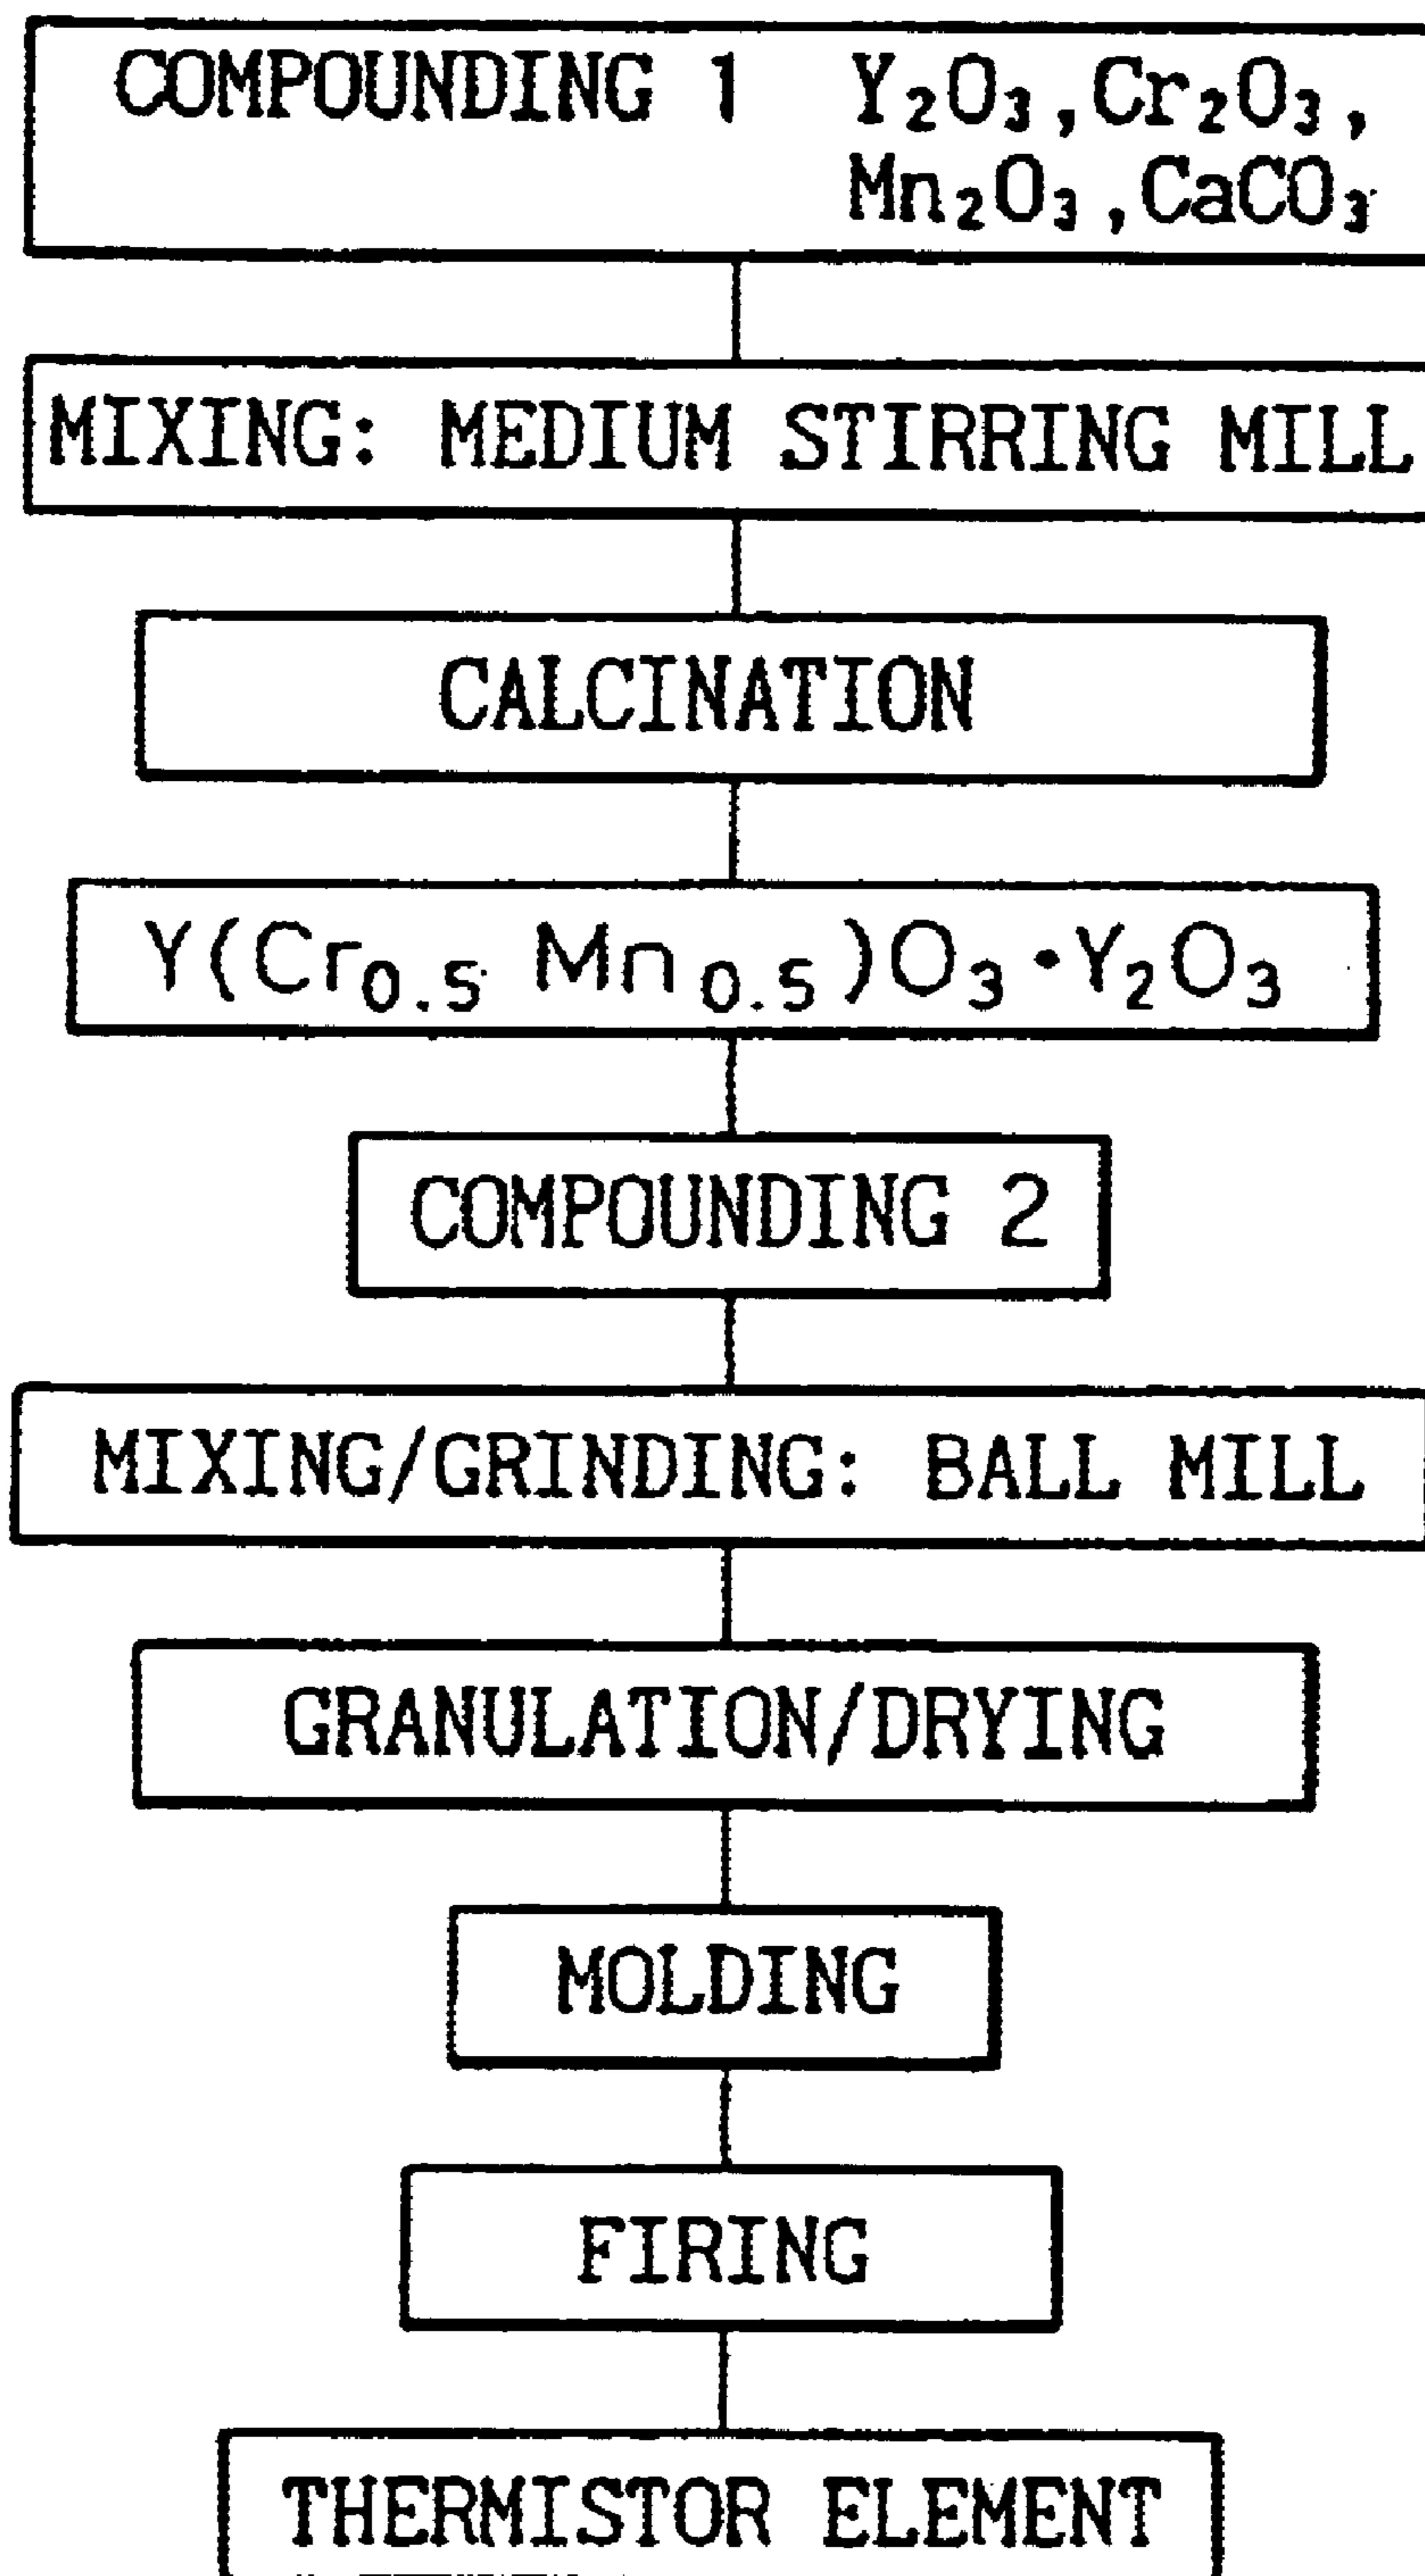 COMPOUNDING 1 Y₂O₃,Cr₂O₃,
Mn₂O₃,CaCO₃
MIXING: MEDIUM STIRRING MILL
CALCINATION
Y(Cr₀.₅ Mn₀.₅)O₃•Y₂O₃
COMPOUNDING 2
MIXING/GRINDING: BALL MILL
GRANULATION/DRYING
MOLDING
FIRING
THERMISTOR ELEMENT